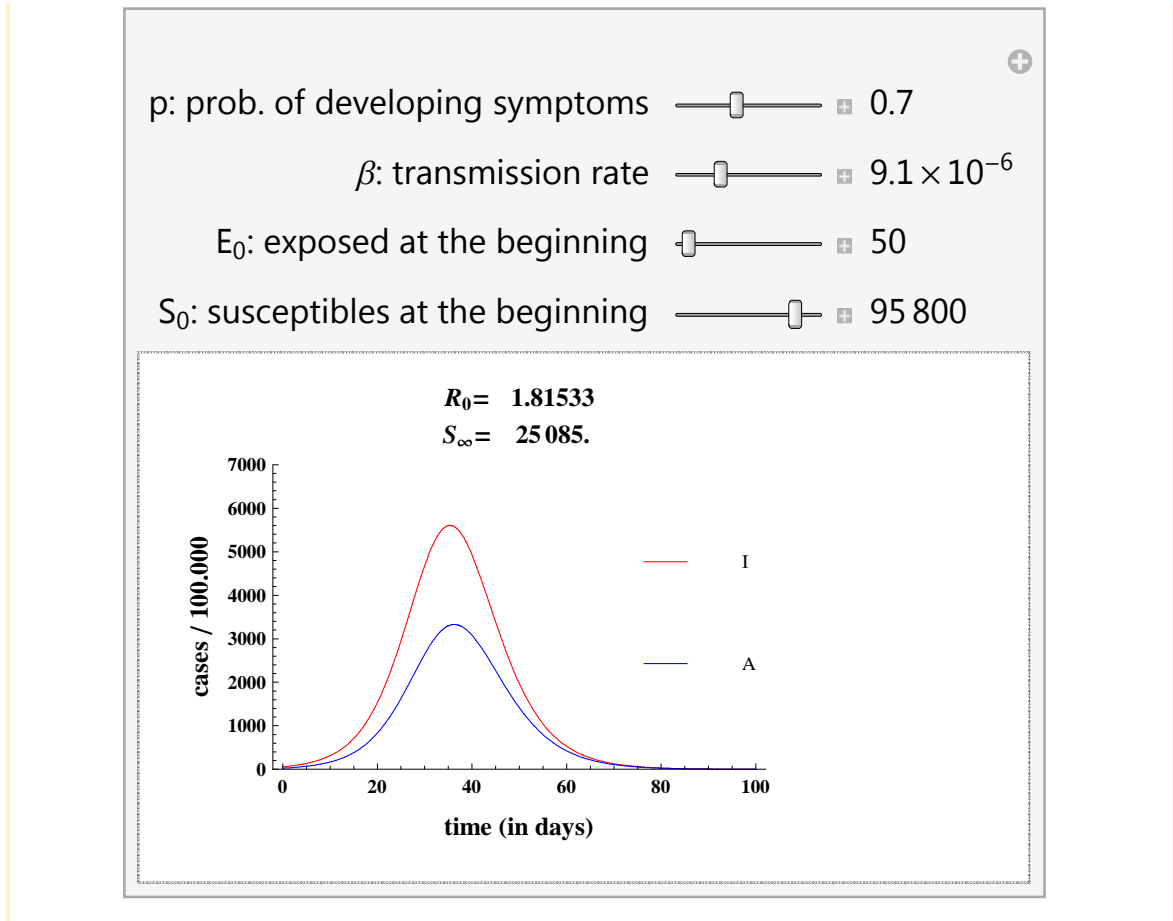 p: prob. of developing symptoms 0.7
β: transmission rate 9.1 × 10⁻⁶
E₀: exposed at the beginning 50
S₀: susceptibles at the beginning 95 800
R₀= 1.81533
S∞= 25 085.
7000
6000
5000
4000
3000
2000
1000
0
cases / 100.000
I
A
0 20 40 60 80 100
time (in days)